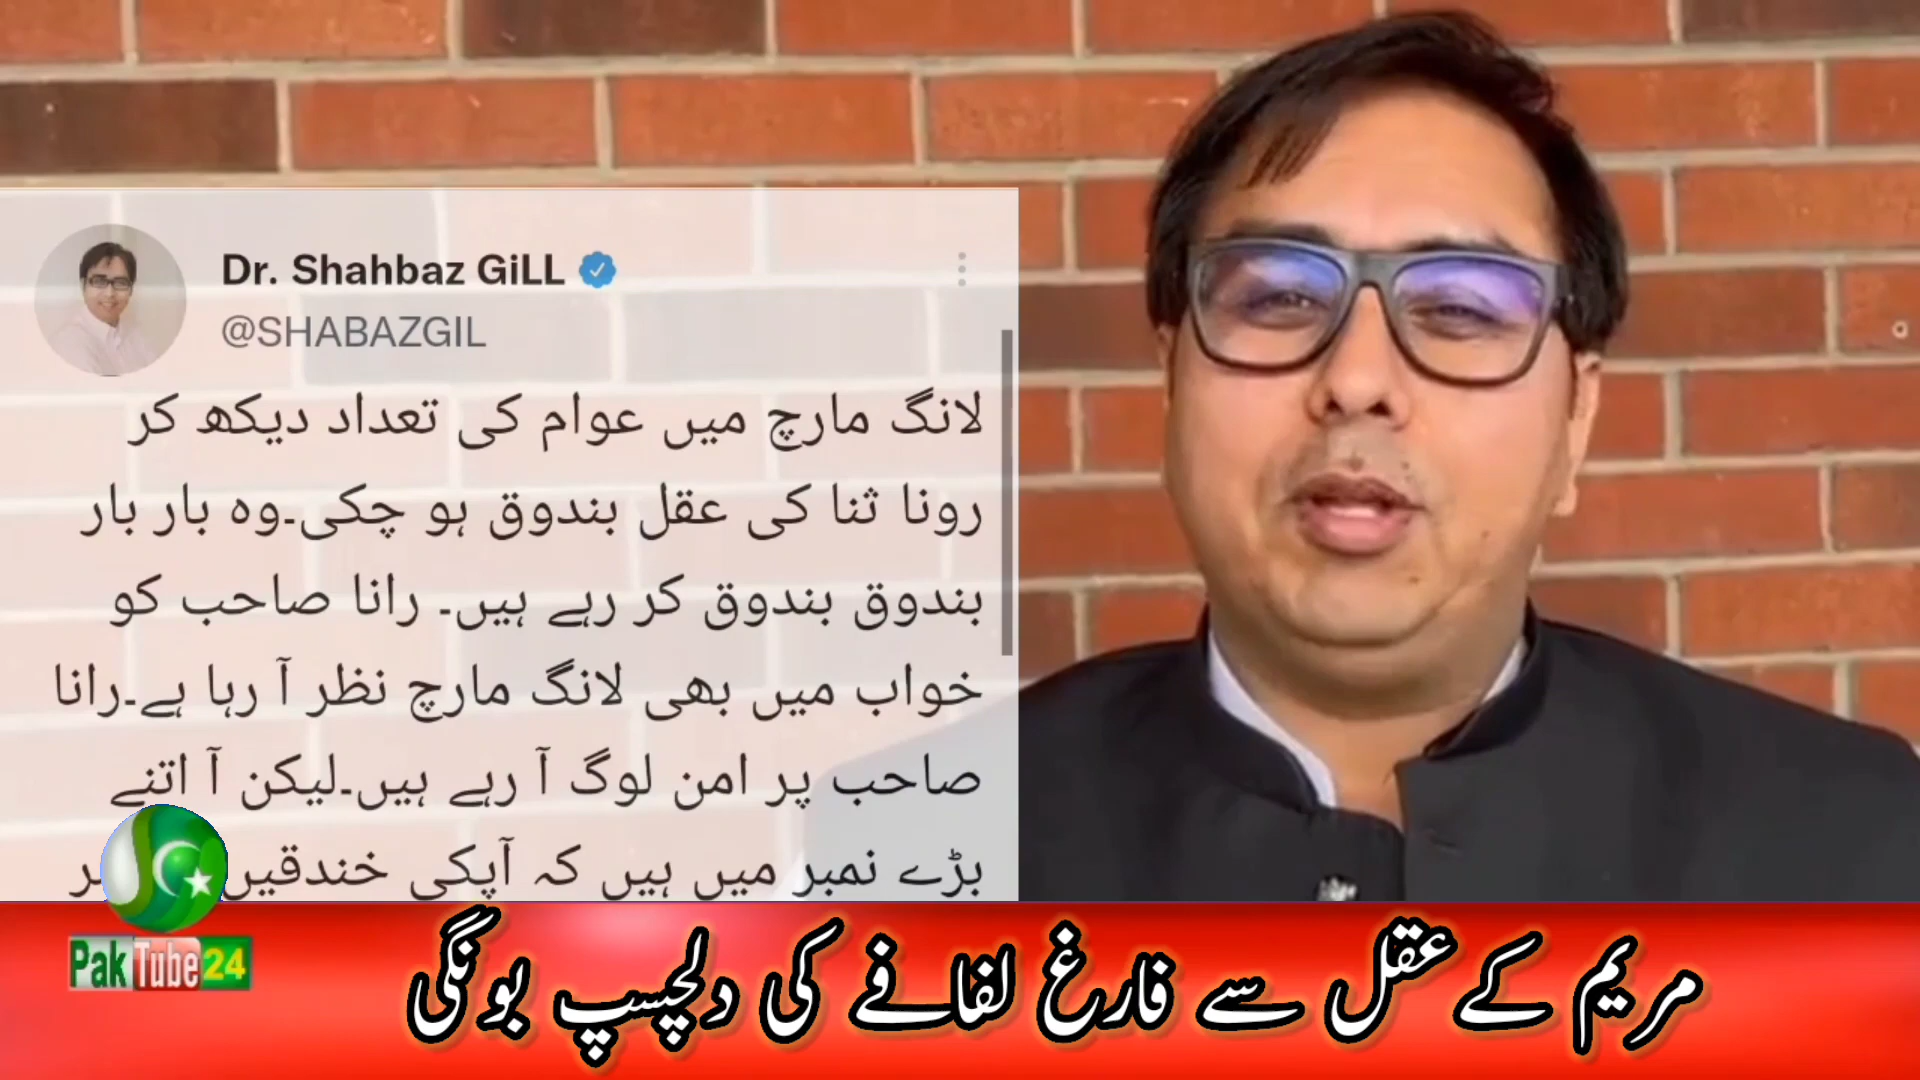 Dr. Shahbaz GiLL
@SHABAZGIL
لانگ مارچ میں عوام کی تعداد دیکھ کر
رونا ثنا کی عقل بندوق ہو چکی۔وہ بار بار
بندوق بندوق کر رہے ہیں۔ رانا صاحب کو
خواب میں بھی لانگ مارچ نظر آ رہا ہے۔رانا
صاحب پر امن لوگ آ رہے ہیں۔لیکن آ اتنے
بڑے نمبر میں ہیں کہ آپکی خندقیں
PakTube24
مریم کے عقل سے فارغ لفافے کی دلچسپ بونگی